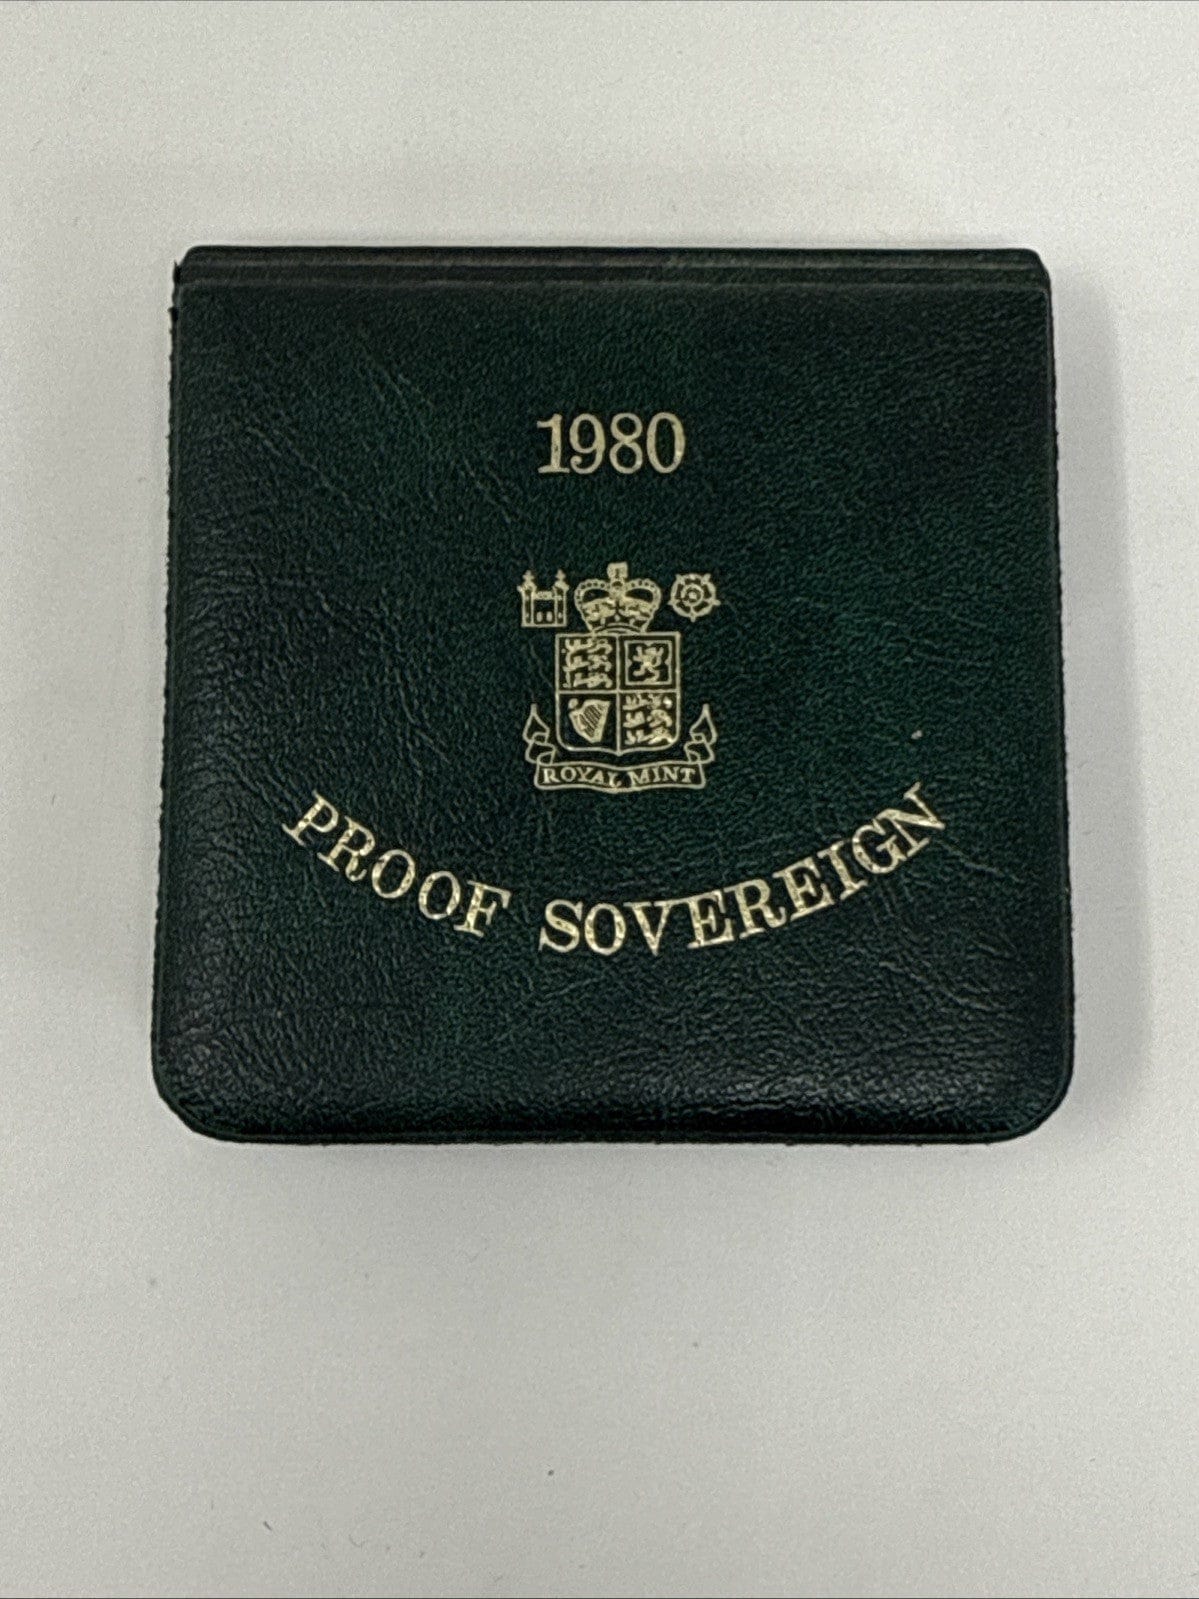 1980
ROYAL MINT
PROOF SOVEREIGN